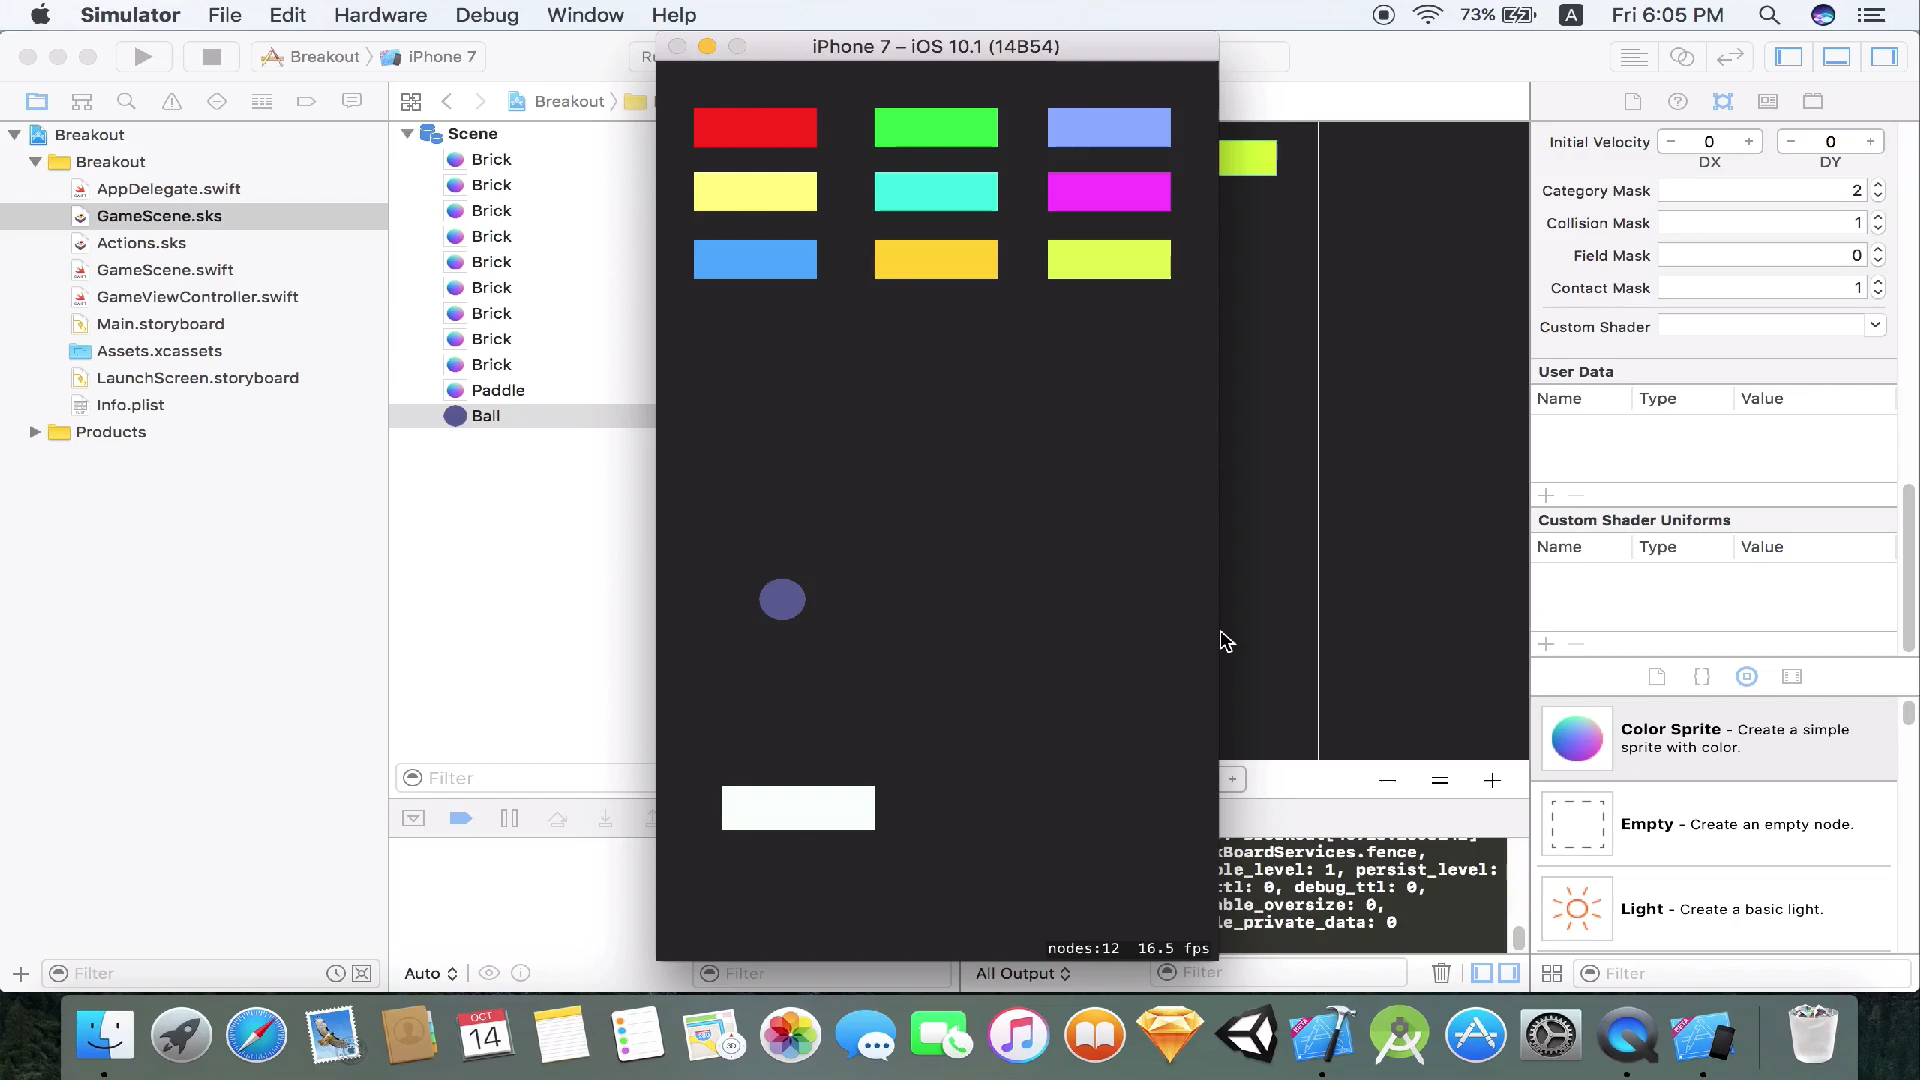 Simulator File Edit Hardware Debug Window Help 73% A Fri 6:05 PM
Breakout iPhone 7
iPhone 7 – iOS 10.1 (14B54)
Breakout
Breakout
Breakout
AppDelegate.swift
GameScene.sks
Actions.sks
GameScene.swift
GameViewController.swift
Main.storyboard
Assets.xcassets
LaunchScreen.storyboard
Info.plist
Products
Filter
Scene
Brick
Brick
Brick
Brick
Brick
Brick
Brick
Brick
Brick
Paddle
Ball
Filter
Auto
Filter
nodes:12 16.5 fps
xBoardServices.fence,
ble_level: 1, persist_level:
ttl: 0, debug_ttl: 0,
able_oversize: 0,
le_private_data: 0
All Output
Filter
Initial Velocity 0 0
DX DY
Category Mask 2
Collision Mask 1
Field Mask 0
Contact Mask 1
Custom Shader
User Data
Name Type Value
Custom Shader Uniforms
Name Type Value
Color Sprite - Create a simple
sprite with color.
Empty - Create an empty node.
Light - Create a basic light.
Filter
OCT
14